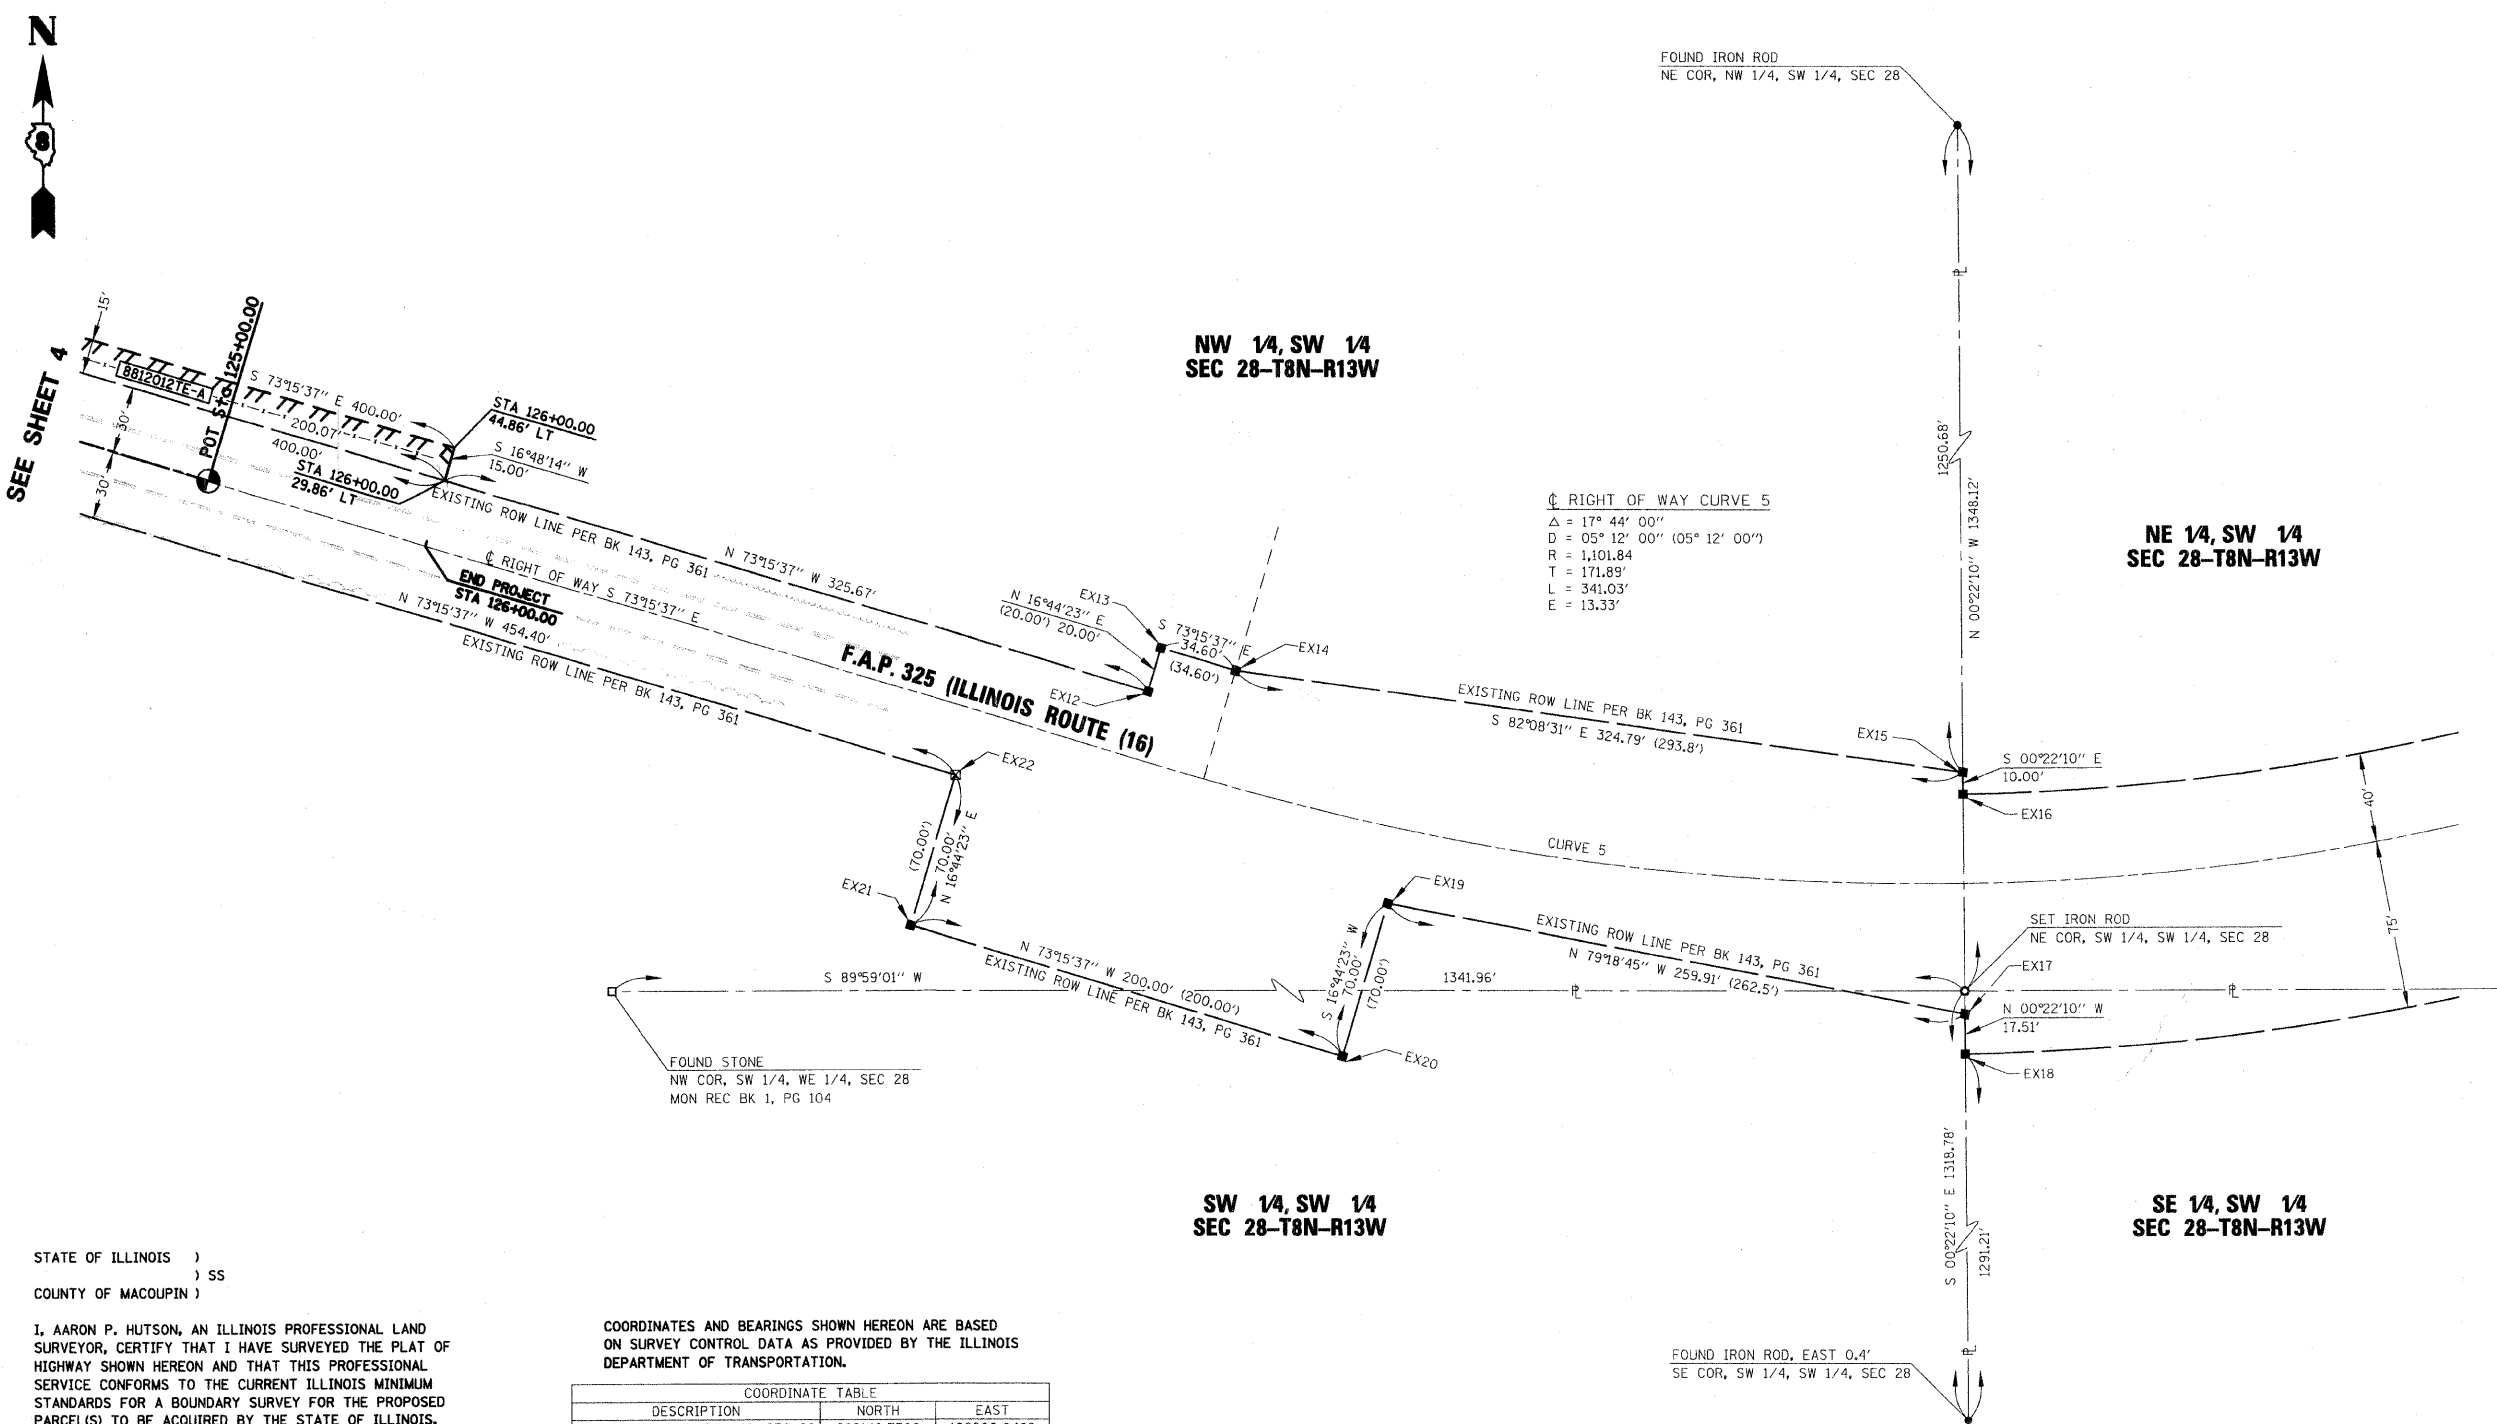 N
8
FOUND IRON ROD
NE COR, NW 1/4, SW 1/4, SEC 28
SEE SHEET 4
15'
30'
30'
8812012TE-A
POT Sta 125+00.00
S 73°15'37" E 400.00'
200.07'
400.00'
STA 126+00.00
44.86' LT
S 16°48'14" W
15.00'
STA 126+00.00
29.86' LT
EXISTING ROW LINE PER BK 143, PG 361
N 73°15'37" W 325.67'
℄ RIGHT OF WAY S 73°15'37" E
END PROJECT
STA 126+00.00
N 73°15'37" W 454.40'
EXISTING ROW LINE PER BK 143, PG 361
F.A.P. 325 (ILLINOIS ROUTE (16)
NW 1/4, SW 1/4
SEC 28-T8N-R13W
EX13
N 16°44'23" E
(20.00') 20.00'
EX12
S 73°15'37" E
34.60'
(34.60')
EX14
℄ RIGHT OF WAY CURVE 5
Δ = 17° 44' 00"
D = 05° 12' 00" (05° 12' 00")
R = 1,101.84
T = 171.89'
L = 341.03'
E = 13.33'
1250.68'
N 00°22'10" W 1348.12'
NE 1/4, SW 1/4
SEC 28-T8N-R13W
EXISTING ROW LINE PER BK 143, PG 361
S 82°08'31" E 324.79' (293.8')
EX15
S 00°22'10" E
10.00'
EX16
40'
75'
CURVE 5
EX22
(70.00')
70.00'
N 16°44'23" E
EX21
N 73°15'37" W 200.00' (200.00')
EXISTING ROW LINE PER BK 143, PG 361
EX19
S 16°44'23" W
70.00'
(70.00')
EX20
EXISTING ROW LINE PER BK 143, PG 361
N 79°18'45" W 259.91' (262.5')
SET IRON ROD
NE COR, SW 1/4, SW 1/4, SEC 28
EX17
N 00°22'10" W
17.51'
EX18
S 89°59'01" W
1341.96'
FOUND STONE
NW COR, SW 1/4, WE 1/4, SEC 28
MON REC BK 1, PG 104
SW 1/4, SW 1/4
SEC 28-T8N-R13W
S 00°22'10" E 1318.78'
1291.21'
SE 1/4, SW 1/4
SEC 28-T8N-R13W
FOUND IRON ROD, EAST 0.4'
SE COR, SW 1/4, SW 1/4, SEC 28
STATE OF ILLINOIS )
) SS
COUNTY OF MACOUPIN )
I, AARON P. HUTSON, AN ILLINOIS PROFESSIONAL LAND
SURVEYOR, CERTIFY THAT I HAVE SURVEYED THE PLAT OF
HIGHWAY SHOWN HEREON AND THAT THIS PROFESSIONAL
SERVICE CONFORMS TO THE CURRENT ILLINOIS MINIMUM
STANDARDS FOR A BOUNDARY SURVEY FOR THE PROPOSED
PARCEL(S) TO BE ACQUIRED BY THE STATE OF ILLINOIS.
COORDINATES AND BEARINGS SHOWN HEREON ARE BASED
ON SURVEY CONTROL DATA AS PROVIDED BY THE ILLINOIS
DEPARTMENT OF TRANSPORTATION.
COORDINATE TABLE
DESCRIPTION NORTH EAST